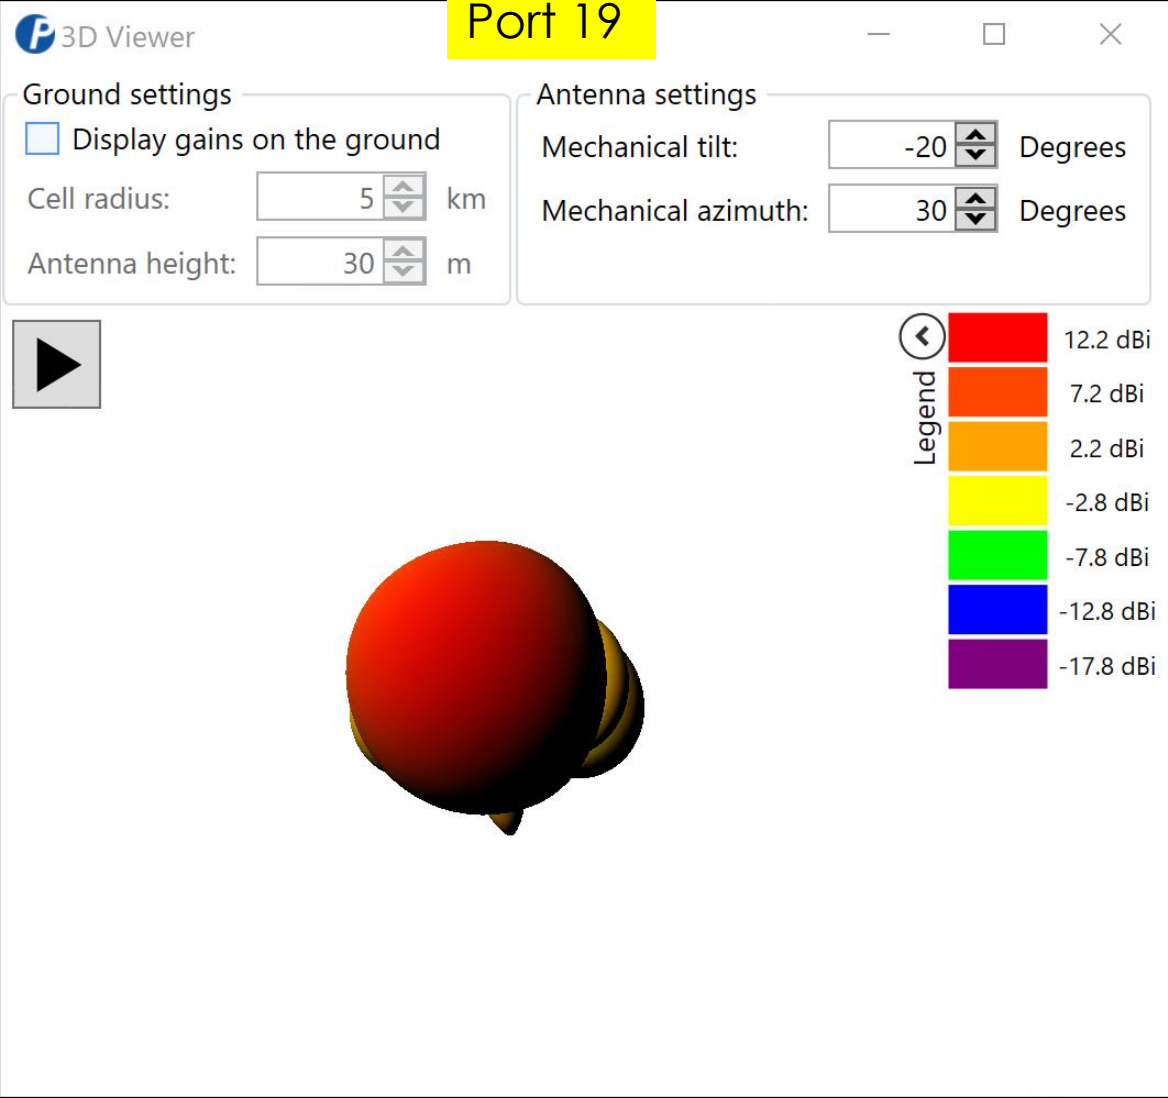 Port 19
3D Viewer
Ground settings
Display gains on the ground
Cell radius: 5 km
Antenna height: 30 m
Antenna settings
Mechanical tilt: -20 Degrees
Mechanical azimuth: 30 Degrees
Legend
12.2 dBi
7.2 dBi
2.2 dBi
-2.8 dBi
-7.8 dBi
-12.8 dBi
-17.8 dBi